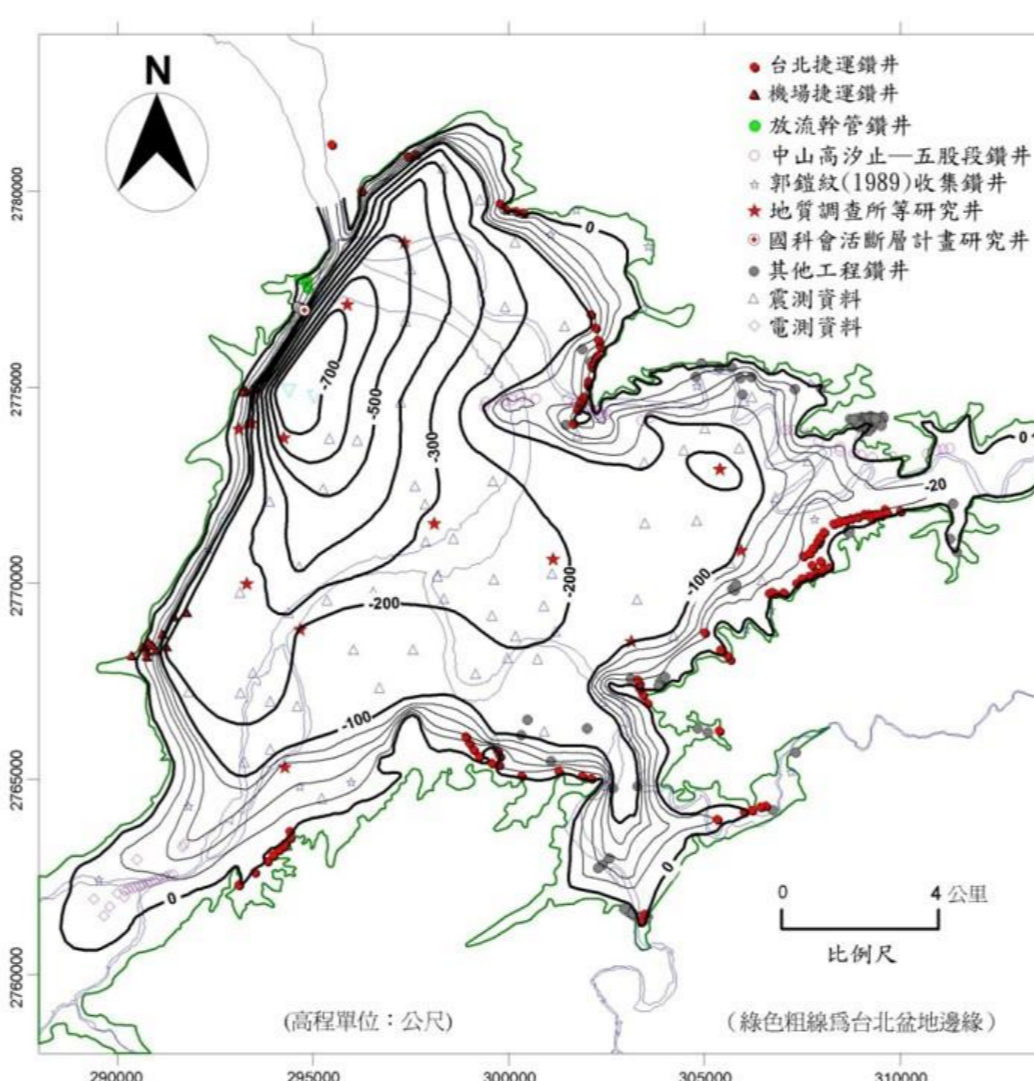 N
台北捷運鑽井
機場捷運鑽井
放流幹管鑽井
中山高汐止—五股段鑽井
郭鎧紋(1989)收集鑽井
地質調查所等研究井
國科會活斷層計畫研究井
其他工程鑽井
震測資料
電測資料
2780000
2775000
2770000
2765000
2760000
0
-700
-500
-300
0
-20
-100
-200
-200
-100
0
0
0
4 公里
比例尺
(高程單位：公尺)
(綠色粗線爲台北盆地邊緣)
290000
295000
300000
305000
310000